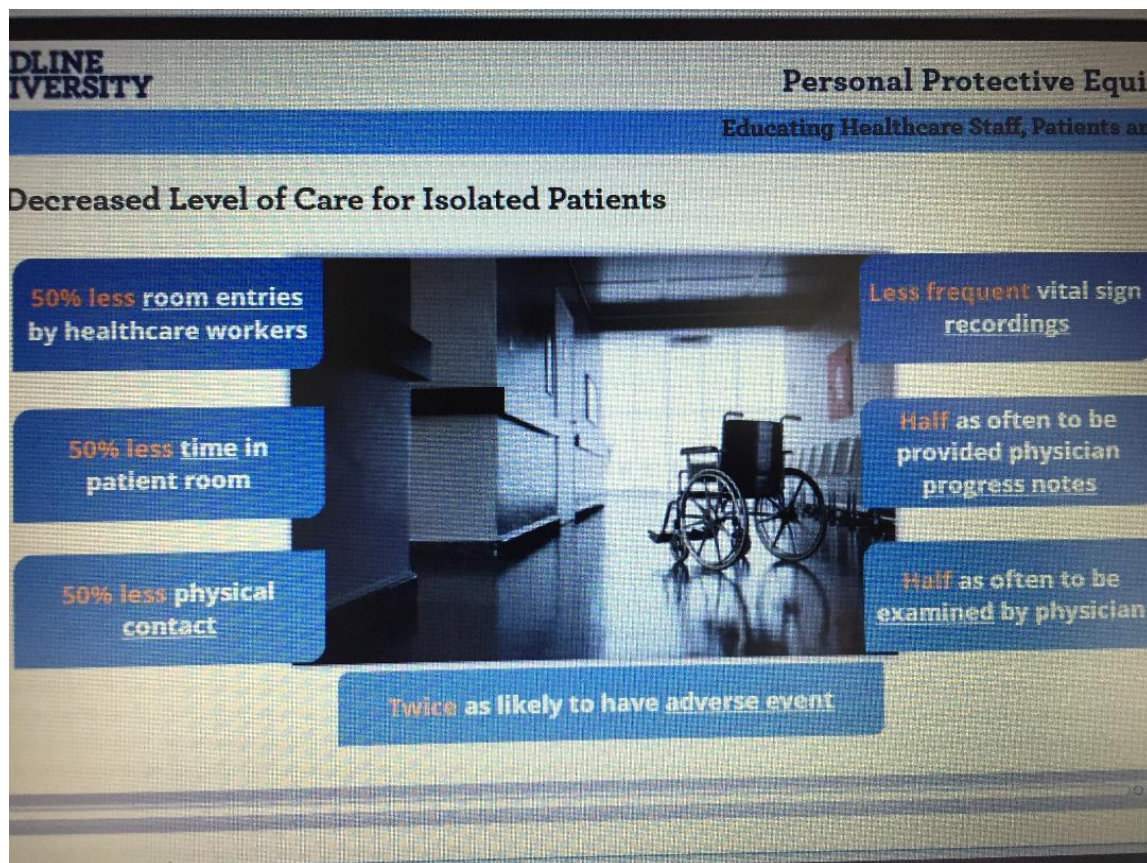 DLINE
IVERSITY
Personal Protective Equi
Educating Healthcare Staff, Patients a
Decreased Level of Care for Isolated Patients
50% less room entries
by healthcare workers
50% less time in
patient room
50% less physical
contact
Less frequent vital sign
recordings
Half as often to be
provided physician
progress notes
Half as often to be
examined by physician
Twice as likely to have adverse event